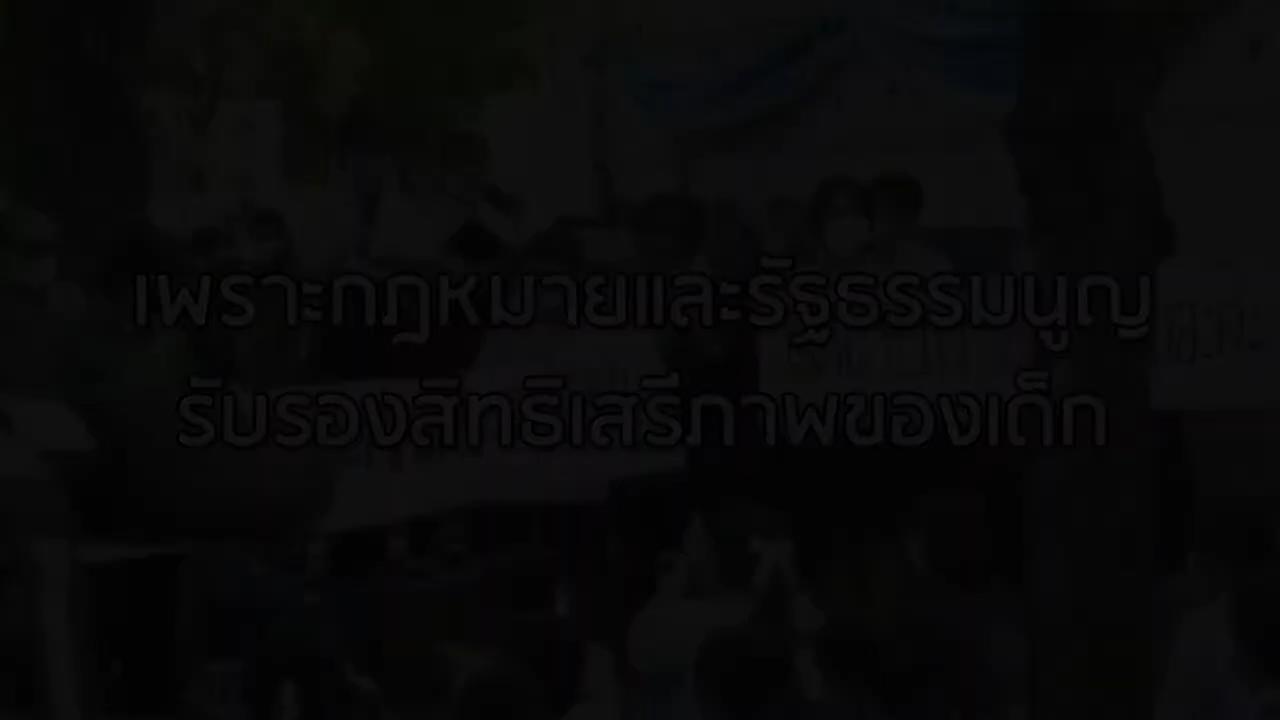 เพราะกฎหมายและรัฐธรรมนูญ
รับรองสิทธิเสรีภาพของเด็ก